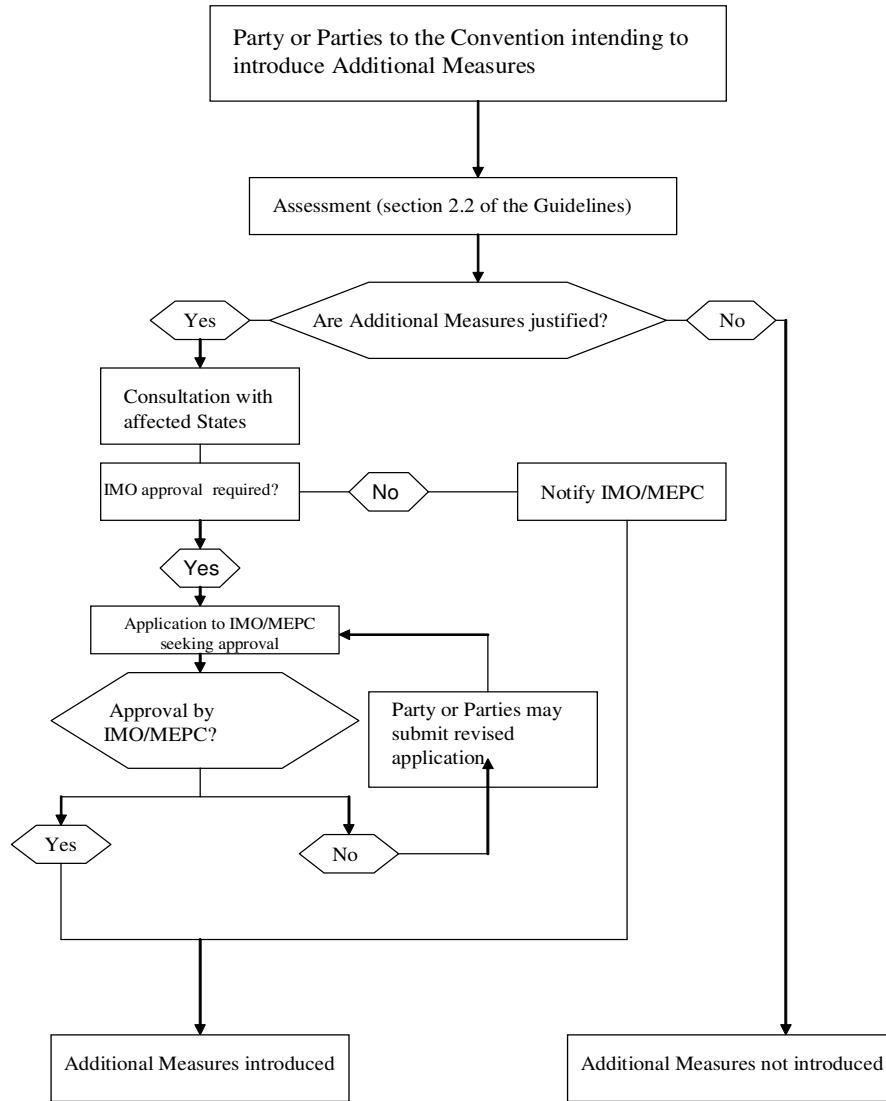 Party or Parties to the Convention intending to
introduce Additional Measures
Assessment (section 2.2 of the Guidelines)
Yes
Are Additional Measures justified?
No
Consultation with
affected States
IMO approval required?
No
Notify IMO/MEPC
Yes
Application to IMO/MEPC
seeking approval
Approval by
IMO/MEPC?
Party or Parties may
submit revised
application
Yes
No
Additional Measures introduced
Additional Measures not introduced